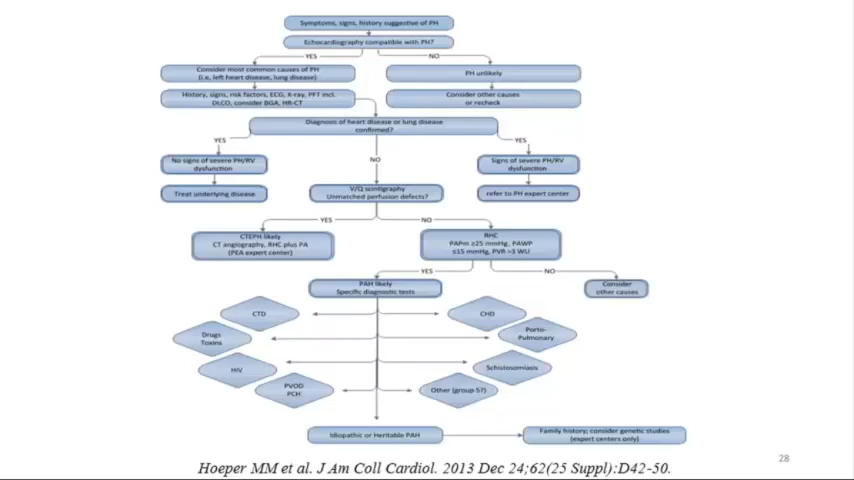 Symptoms, signs, history suggestive of PH
Echocardiography compatible with PH?
YES
NO
Consider most common causes of PH
(i.e, left heart disease, lung disease)
PH unlikely
History, signs, risk factors, ECG, X-ray, PFT incl.
DLCO, consider BGA, HR-CT
Consider other causes
or recheck
Diagnosis of heart disease or lung disease
confirmed?
YES
YES
NO
No signs of severe PH/RV
dysfunction
Signs of severe PH/RV
dysfunction
Treat underlying disease
V/Q scintigraphy
Unmatched perfusion defects?
refer to PH expert center
YES
NO
CTEPH likely
CT angiography, RHC plus PA
(PEA expert center)
RHC
PAPm ≥25 mmHg, PAWP
≤15 mmHg, PVR >3 WU
YES
NO
PAH likely
Specific diagnostic tests
Consider
other causes
CTD
CHD
Drugs
Toxins
Porto-
Pulmonary
HIV
Schistosomiasis
PVOD
PCH
Other (group 5?)
Idiopathic or Heritable PAH
Family history; consider genetic studies
(expert centers only)
28
Hoeper MM et al. J Am Coll Cardiol. 2013 Dec 24;62(25 Suppl):D42-50.